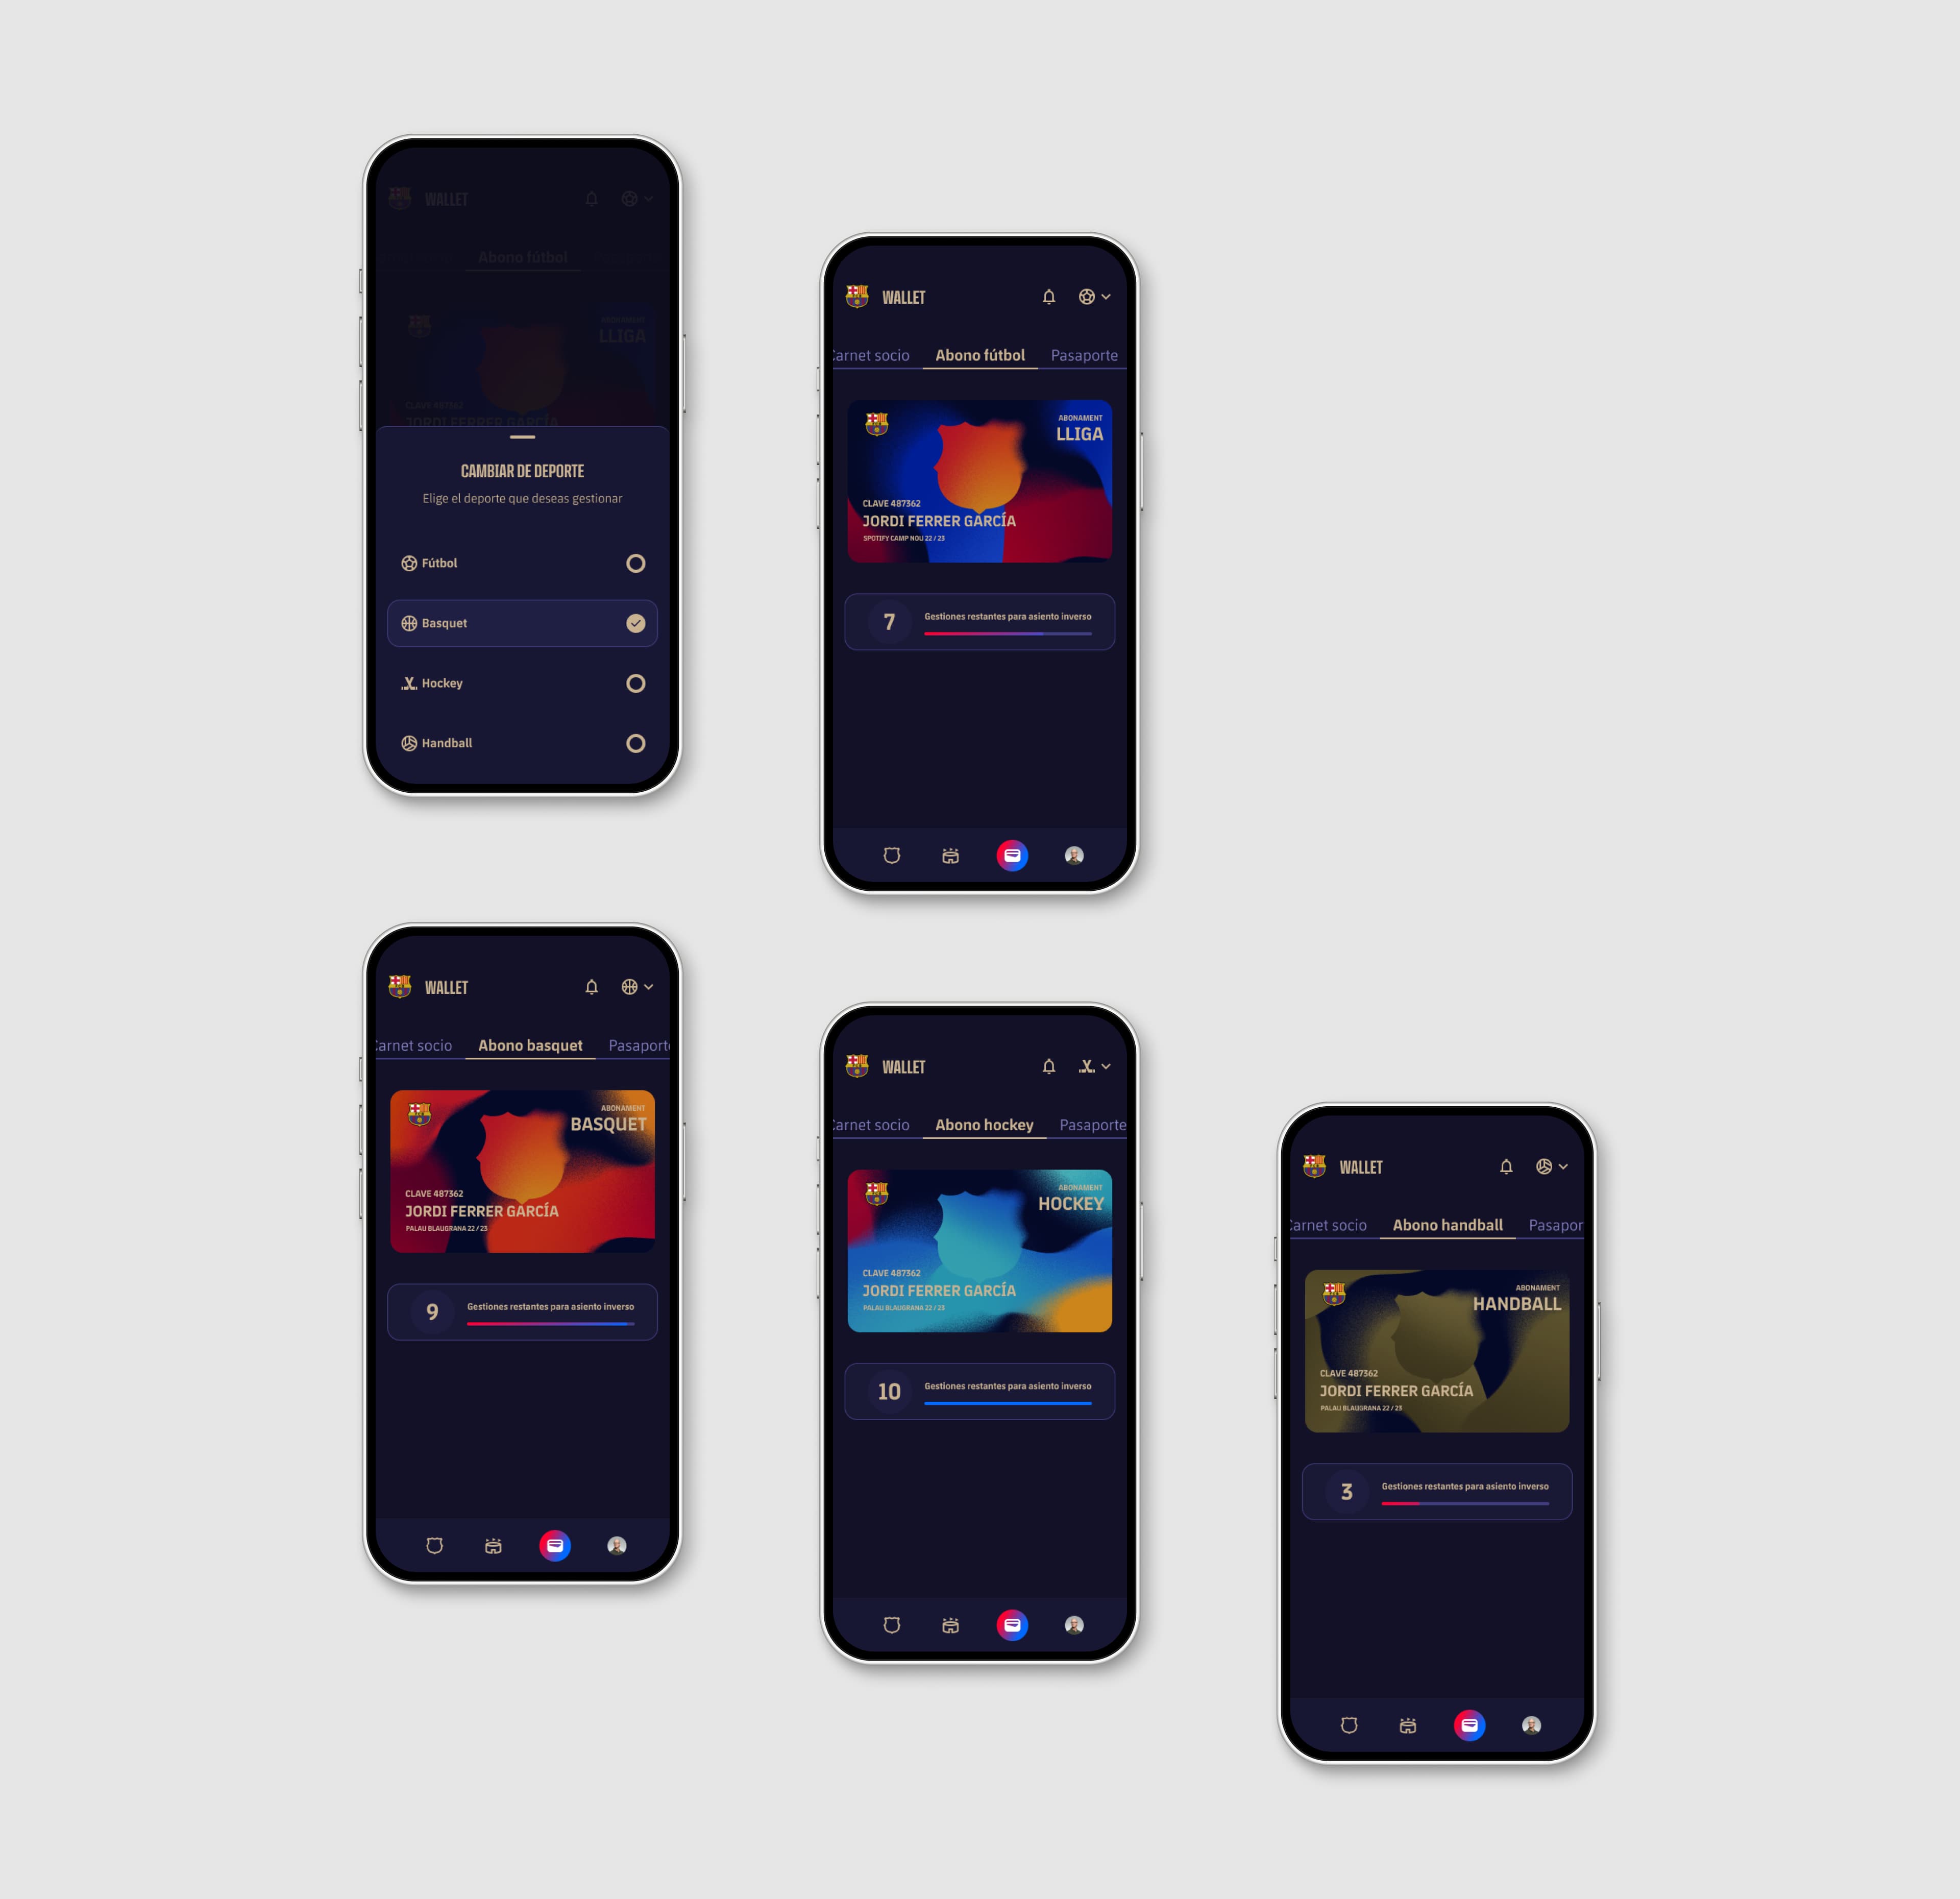 WALLET
Abono fútbol
LLIGA
CLAVE 487362
JORDI FERRER GARCÍA
CAMBIAR DE DEPORTE
Elige el deporte que deseas gestionar
Fútbol
Basquet
Hockey
Handball
WALLET
Carnet socio Abono fútbol Pasaporte
ABONAMENT
LLIGA
CLAVE 487362
JORDI FERRER GARCÍA
SPOTIFY CAMP NOU 22 / 23
7 Gestiones restantes para asiento inverso
WALLET
Carnet socio Abono basquet Pasaporte
ABONAMENT
BASQUET
CLAVE 487362
JORDI FERRER GARCÍA
PALAU BLAUGRANA 22 / 23
9 Gestiones restantes para asiento inverso
WALLET
Carnet socio Abono hockey Pasaporte
ABONAMENT
HOCKEY
CLAVE 487362
JORDI FERRER GARCÍA
PALAU BLAUGRANA 22 / 23
10 Gestiones restantes para asiento inverso
WALLET
Carnet socio Abono handball Pasapor
ABONAMENT
HANDBALL
CLAVE 487362
JORDI FERRER GARCÍA
PALAU BLAUGRANA 22 / 23
3 Gestiones restantes para asiento inverso